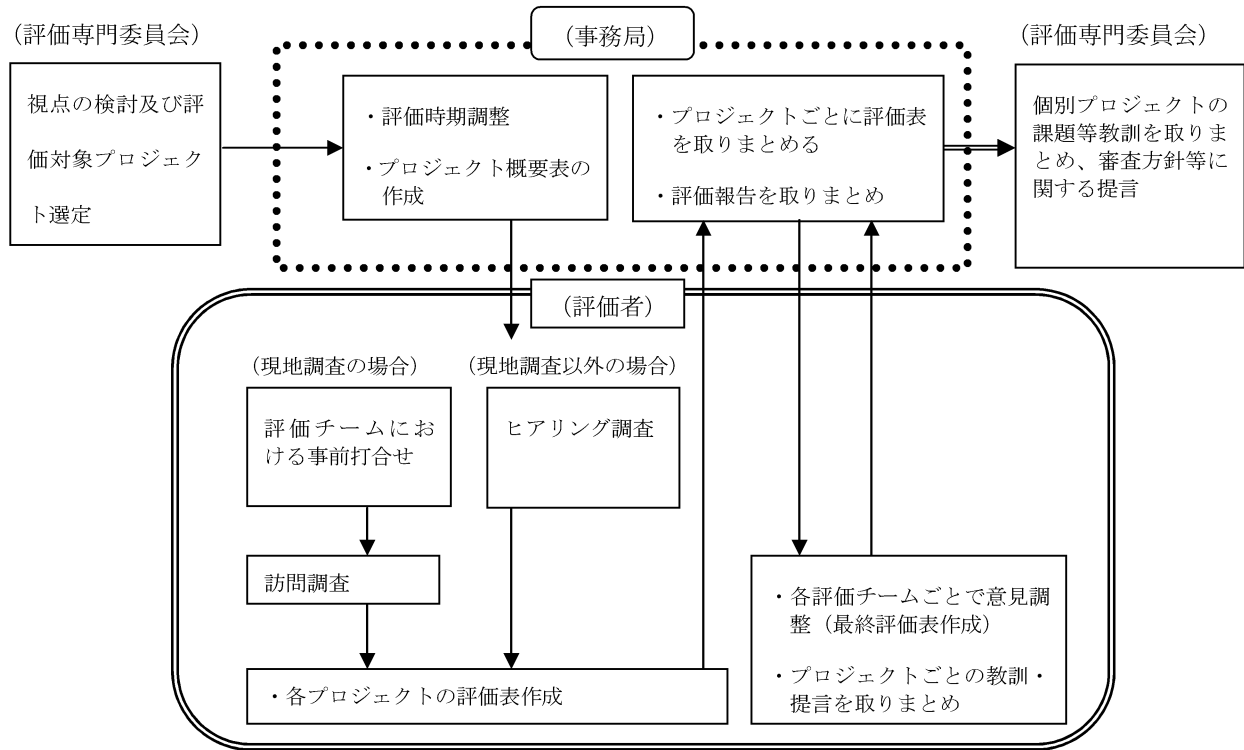 （評価専門委員会）
視点の検討及び評
価対象プロジェク
ト選定
（事務局）
・評価時期調整
・プロジェクト概要表の
作成
・プロジェクトごとに評価表
を取りまとめる
・評価報告を取りまとめ
（評価専門委員会）
個別プロジェクトの
課題等教訓を取りま
とめ、審査方針等に
関する提言
（評価者）
（現地調査の場合）
評価チームにお
ける事前打合せ
訪問調査
（現地調査以外の場合）
ヒアリング調査
・各プロジェクトの評価表作成
・各評価チームごとで意見調
整（最終評価表作成）
・プロジェクトごとの教訓・
提言を取りまとめ